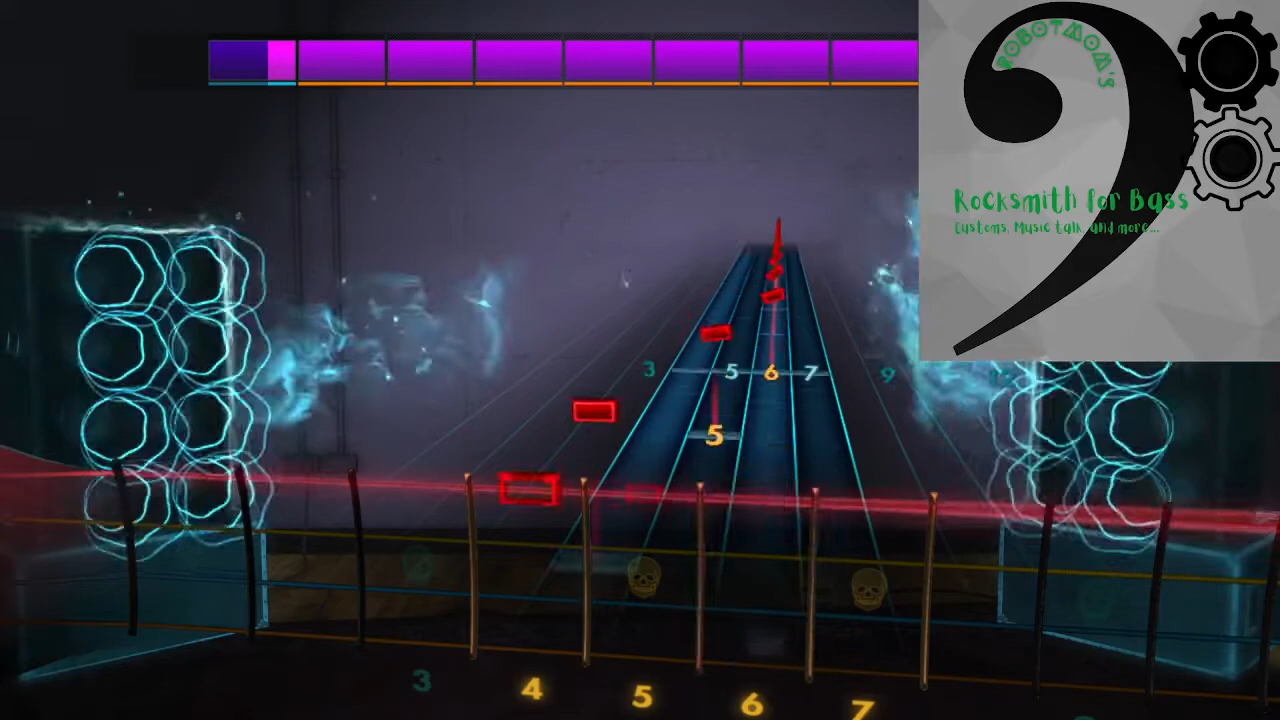 ROBOTMOM'S
Rocksmith for Bass
Customs, Music talk, and more...
3 5 6 7 9
5
3 4 5 6 7